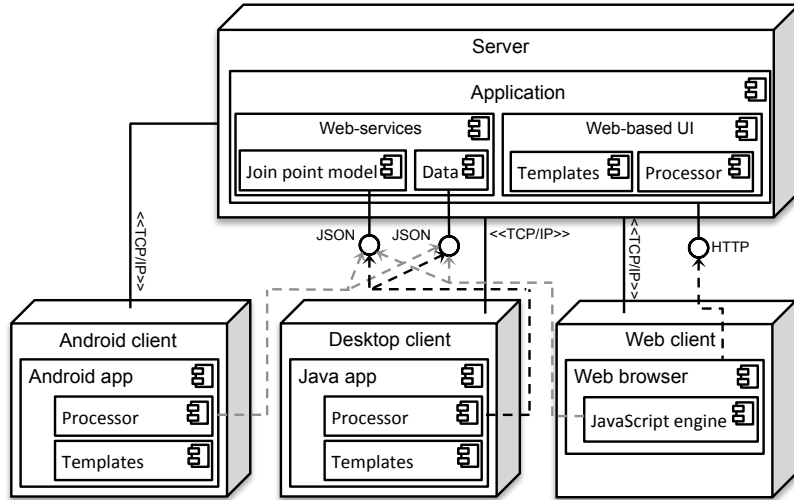 Server
Application
Web-services
Web-based UI
Join point model
Data
Templates
Processor
<<TCP/IP>>
JSON
JSON
<<TCP/IP>>
<<TCP/IP>>
HTTP
Android client
Desktop client
Web client
Android app
Java app
Web browser
Processor
Processor
JavaScript engine
Templates
Templates